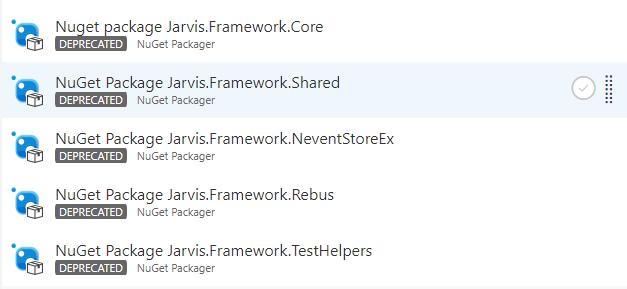 Nuget package Jarvis.Framework.Core
DEPRECATED NuGet Packager
NuGet Package Jarvis.Framework.Shared
DEPRECATED NuGet Packager
NuGet Package Jarvis.Framework.NeventStoreEx
DEPRECATED NuGet Packager
NuGet Package Jarvis.Framework.Rebus
DEPRECATED NuGet Packager
NuGet Package Jarvis.Framework.TestHelpers
DEPRECATED NuGet Packager